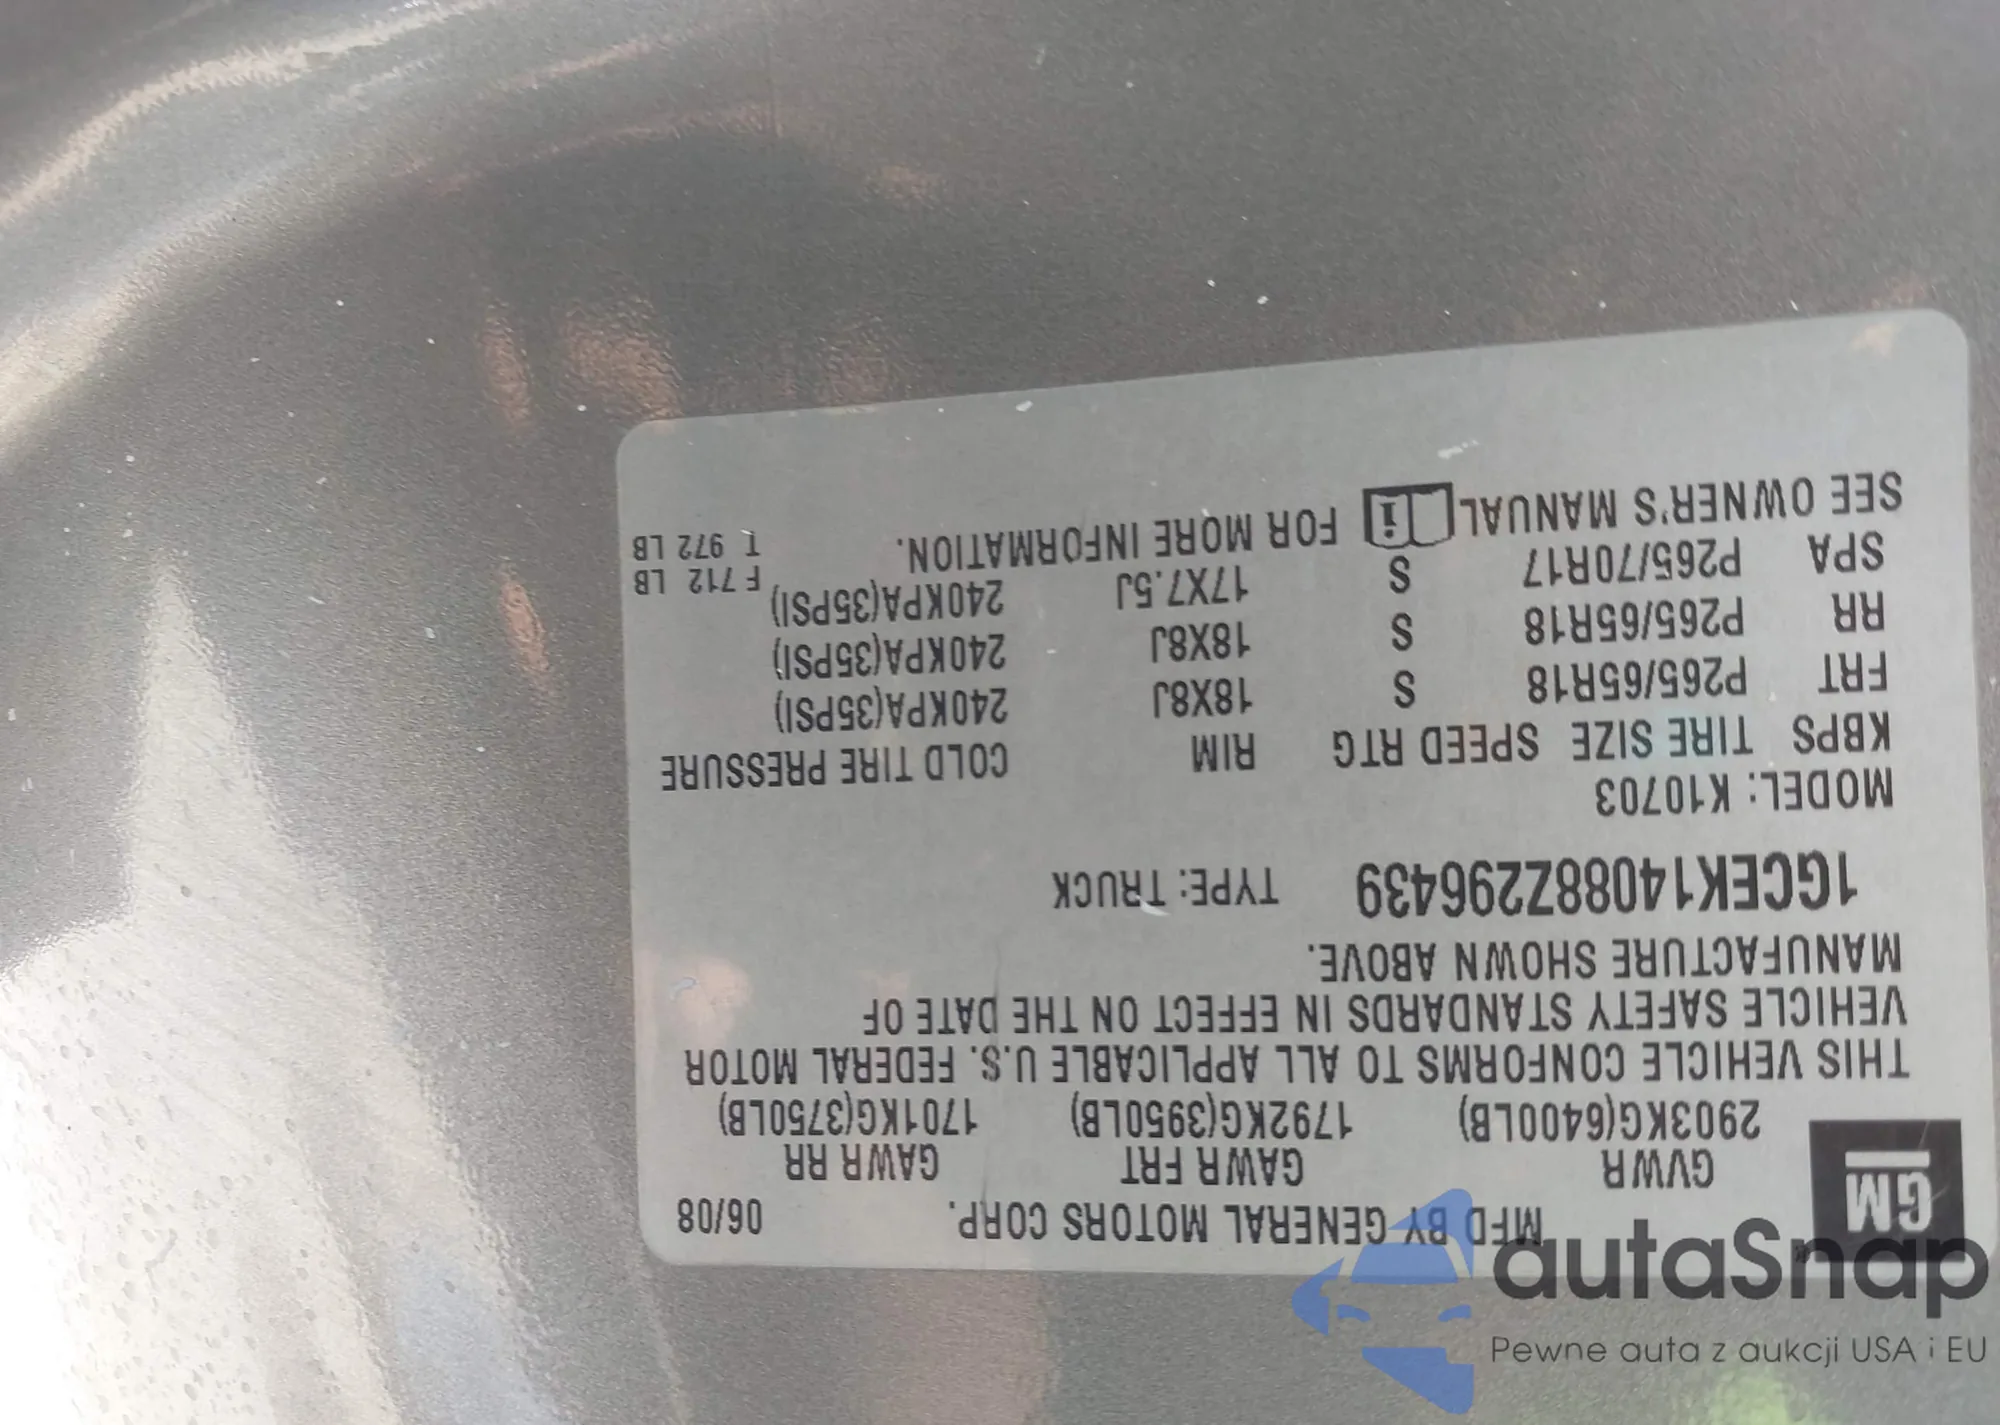 MFD BY GENERAL MOTORS CORP. 06/08
GM
GVWR GAWR FRT GAWR RR
2903KG(6400LB) 1792KG(3950LB) 1701KG(3750LB)
THIS VEHICLE CONFORMS TO ALL APPLICABLE U.S. FEDERAL MOTOR
VEHICLE SAFETY STANDARDS IN EFFECT ON THE DATE OF
MANUFACTURE SHOWN ABOVE.
1GCEK14088Z296439 TYPE: TRUCK
MODEL: K10703
KBPS TIRE SIZE SPEED RTG RIM COLD TIRE PRESSURE
FRT P265/65R18 S 18X8J 240KPA(35PSI)
RR P265/65R18 S 18X8J 240KPA(35PSI)
SPA P265/70R17 S 17X7.5J 240KPA(35PSI) F 712 LB
SEE OWNER'S MANUAL i FOR MORE INFORMATION. T 972 LB
autaSnap
Pewne auta z aukcji USA i EU